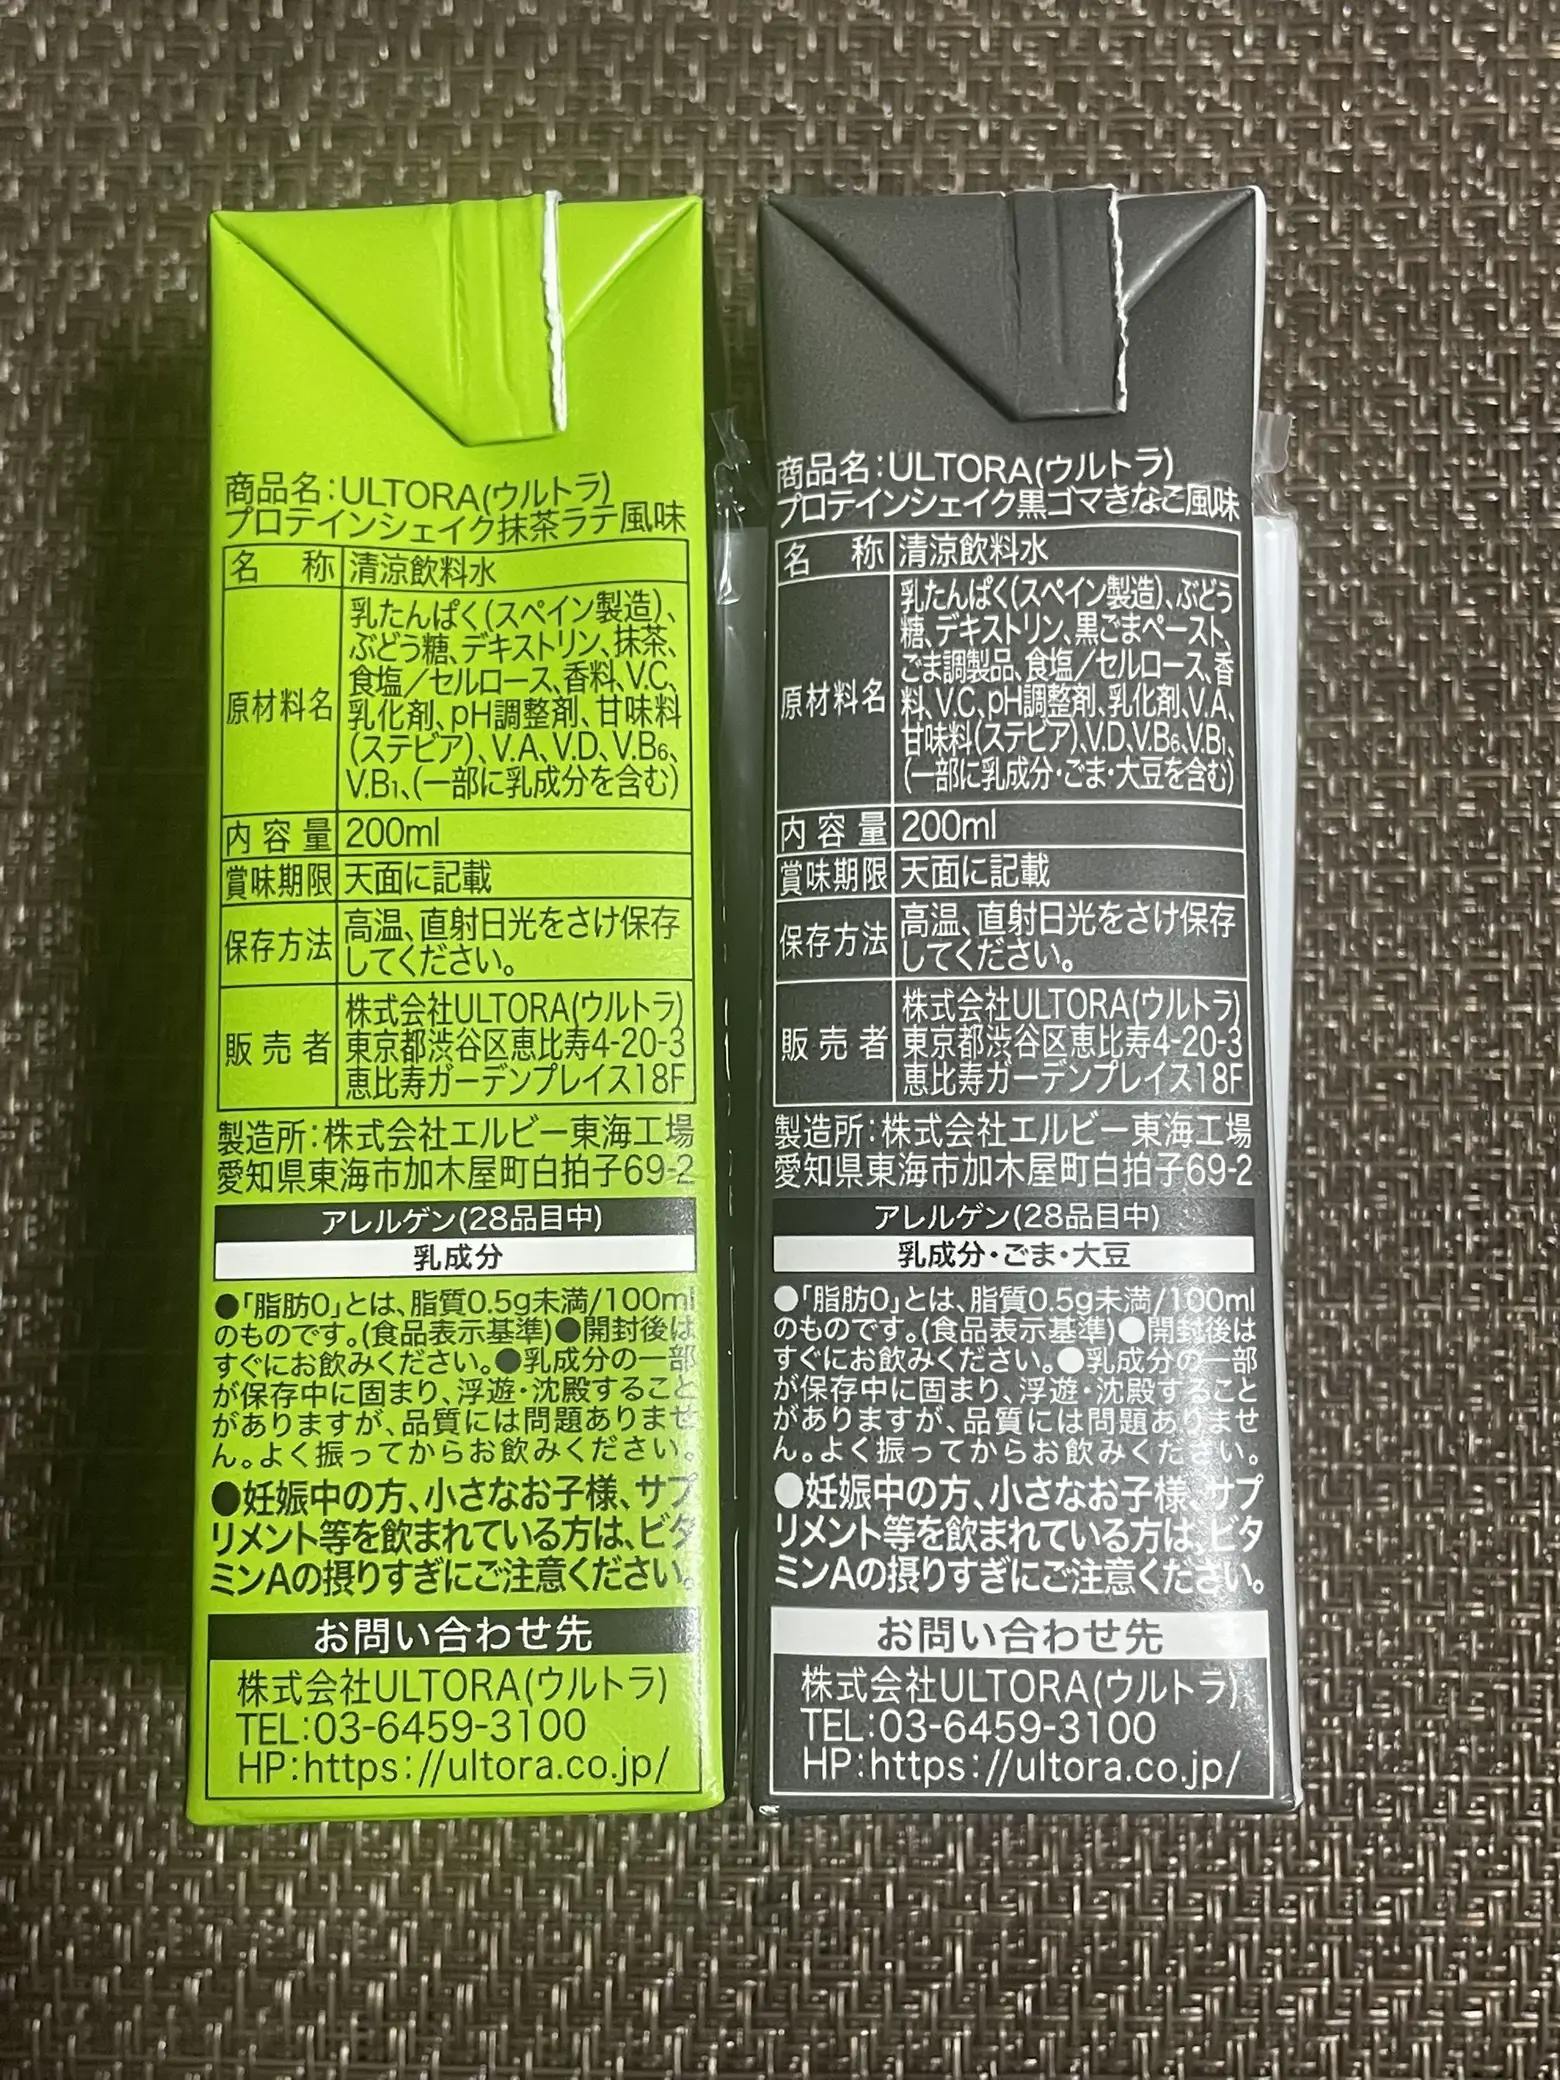 商品名:ULTORA(ウルトラ)
プロテインシェイク抹茶ラテ風味
名 称 清涼飲料水
原材料名
乳たんぱく(スペイン製造)、
ぶどう糖、デキストリン、抹茶、
食塩/セルロース、香料、V.C、
乳化剤、pH調整剤、甘味料
(ステビア)、V.A、V.D、V.B6、
V.B1、(一部に乳成分を含む)
内容量 200ml
賞味期限 天面に記載
保存方法
高温、直射日光をさけ保存
してください。
販売者
株式会社ULTORA(ウルトラ)
東京都渋谷区恵比寿4-20-3
恵比寿ガーデンプレイス18F
製造所:株式会社エルビー東海工場
愛知県東海市加木屋町白拍子69-2
アレルゲン(28品目中)
乳成分
●「脂肪0」とは、脂質0.5g未満/100ml
のものです。(食品表示基準)●開封後は
すぐにお飲みください。●乳成分の一部
が保存中に固まり、浮遊・沈殿すること
がありますが、品質には問題ありませ
ん。よく振ってからお飲みください。
●妊娠中の方、小さなお子様、サプ
リメント等を飲まれている方は、ビタ
ミンAの摂りすぎにご注意ください。
お問い合わせ先
株式会社ULTORA(ウルトラ)
TEL:03-6459-3100
HP:https://ultora.co.jp/
商品名:ULTORA(ウルトラ)
プロテインシェイク黒ゴマきなこ風味
名 称 清涼飲料水
原材料名
乳たんぱく(スペイン製造)、ぶどう
糖、デキストリン、黒ごまペースト、
ごま調製品、食塩/セルロース、香
料、V.C、pH調整剤、乳化剤、V.A、
甘味料(ステビア)、V.D、V.B6、V.B1、
(一部に乳成分・ごま・大豆を含む)
内容量 200ml
賞味期限 天面に記載
保存方法
高温、直射日光をさけ保存
してください。
販売者
株式会社ULTORA(ウルトラ)
東京都渋谷区恵比寿4-20-3
恵比寿ガーデンプレイス18F
製造所:株式会社エルビー東海工場
愛知県東海市加木屋町白拍子69-2
アレルゲン(28品目中)
乳成分・ごま・大豆
●「脂肪0」とは、脂質0.5g未満/100ml
のものです。(食品表示基準)●開封後は
すぐにお飲みください。●乳成分の一部
が保存中に固まり、浮遊・沈殿すること
がありますが、品質には問題ありませ
ん。よく振ってからお飲みください。
●妊娠中の方、小さなお子様、サプ
リメント等を飲まれている方は、ビタ
ミンAの摂りすぎにご注意ください。
お問い合わせ先
株式会社ULTORA(ウルトラ)
TEL:03-6459-3100
HP:https://ultora.co.jp/